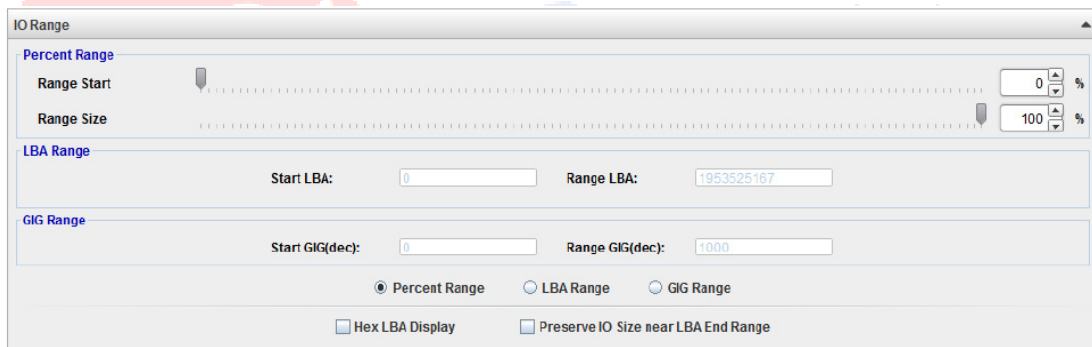 IO Range
Percent Range
Range Start 0 %
Range Size 100 %
LBA Range
Start LBA: 0 Range LBA: 1953525167
GIG Range
Start GIG(dec): 0 Range GIG(dec): 1000
Percent Range LBA Range GIG Range
Hex LBA Display Preserve IO Size near LBA End Range